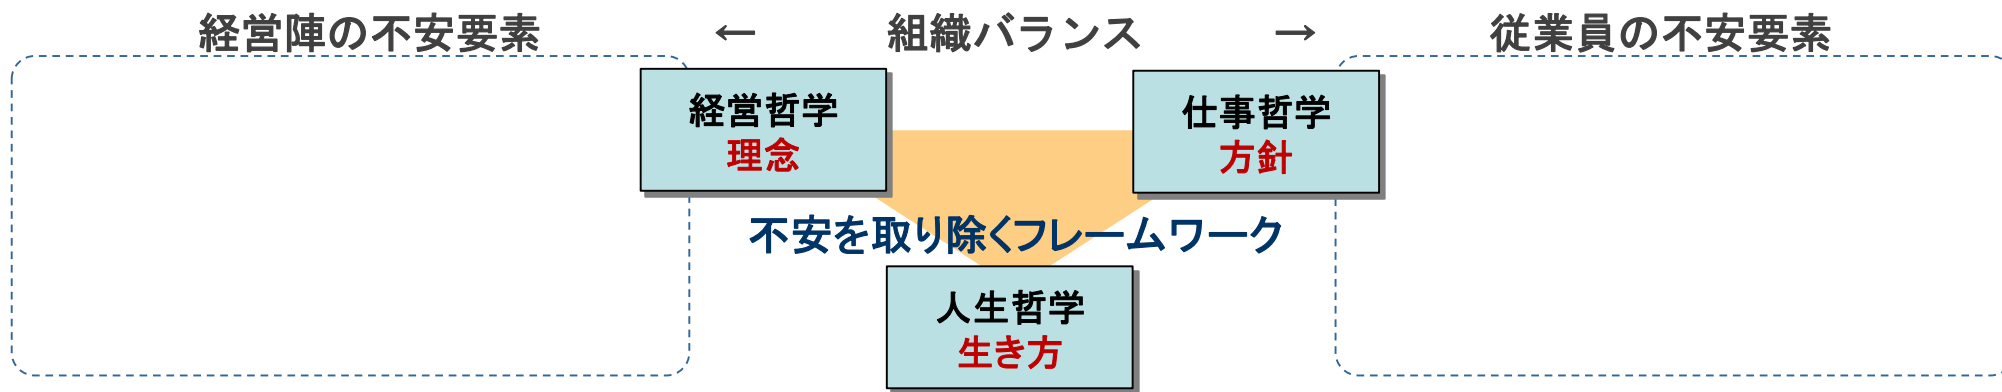 経営陣の不安要素 ← 組織バランス → 従業員の不安要素
経営哲学
理念
仕事哲学
方針
不安を取り除くフレームワーク
人生哲学
生き方